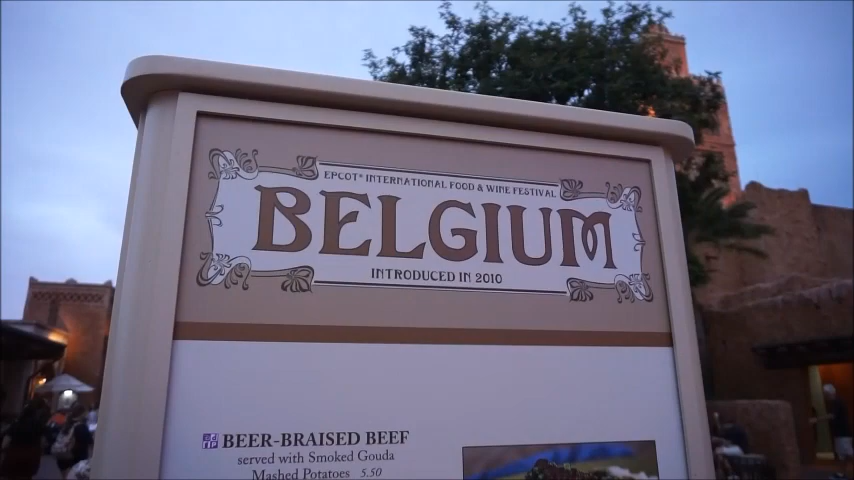 EPCOT® INTERNATIONAL FOOD & WINE FESTIVAL
BELGIUM
INTRODUCED IN 2010
BEER-BRAISED BEEF
served with Smoked Gouda
Mashed Potatoes 5.50